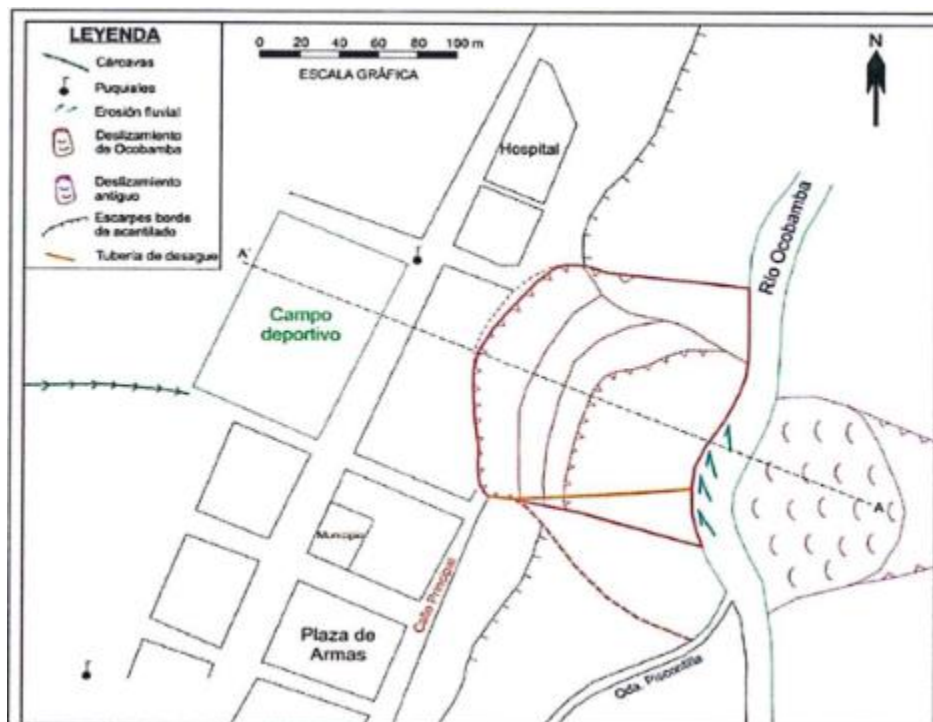 LEYENDA
Cárcavas
Puquiales
Erosión fluvial
Deslizamiento
de Ocobamba
Deslizamiento
antiguo
Escarpes borde
de acantilado
Tubería de desague
0 20 40 60 80 100 m
ESCALA GRÁFICA
N
Hospital
Río Ocobamba
A'
Campo
deportivo
A
Municipio
Calle Principal
Plaza de
Armas
Qda. Piscontilla